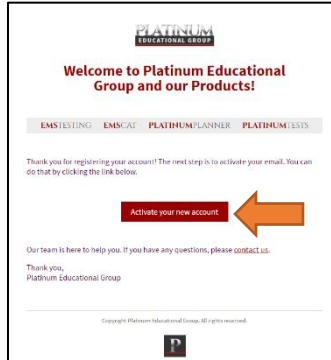 PLATINUM
EDUCATIONAL GROUP
Welcome to Platinum Educational
Group and our Products!
EMSTESTING EMSCAT PLATINUMPLANNER PLATINUMTESTS
Thank you for registering your account! The next step is to activate your email. You can
do that by clicking the link below.
Activate your new account
Our team is here to help you. If you have any questions, please contact us.
Thank you,
Platinum Educational Group
Copyright Platinum Educational Group. All rights reserved.
P